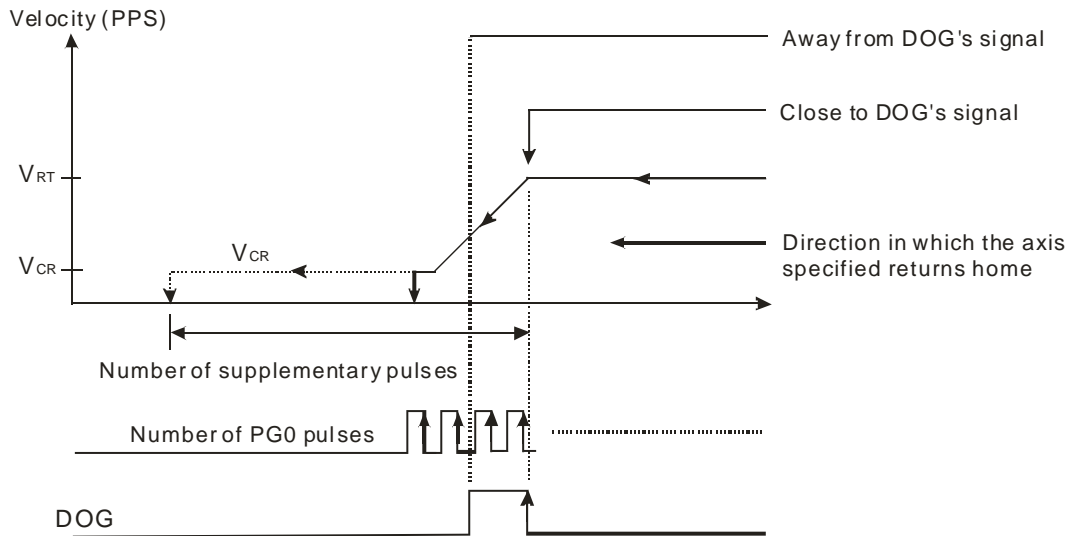 Velocity (PPS)
Away from DOG's signal
Close to DOG's signal
VRT
VCR
VCR
Direction in which the axis
specified returns home
Number of supplementary pulses
Number of PG0 pulses
DOG